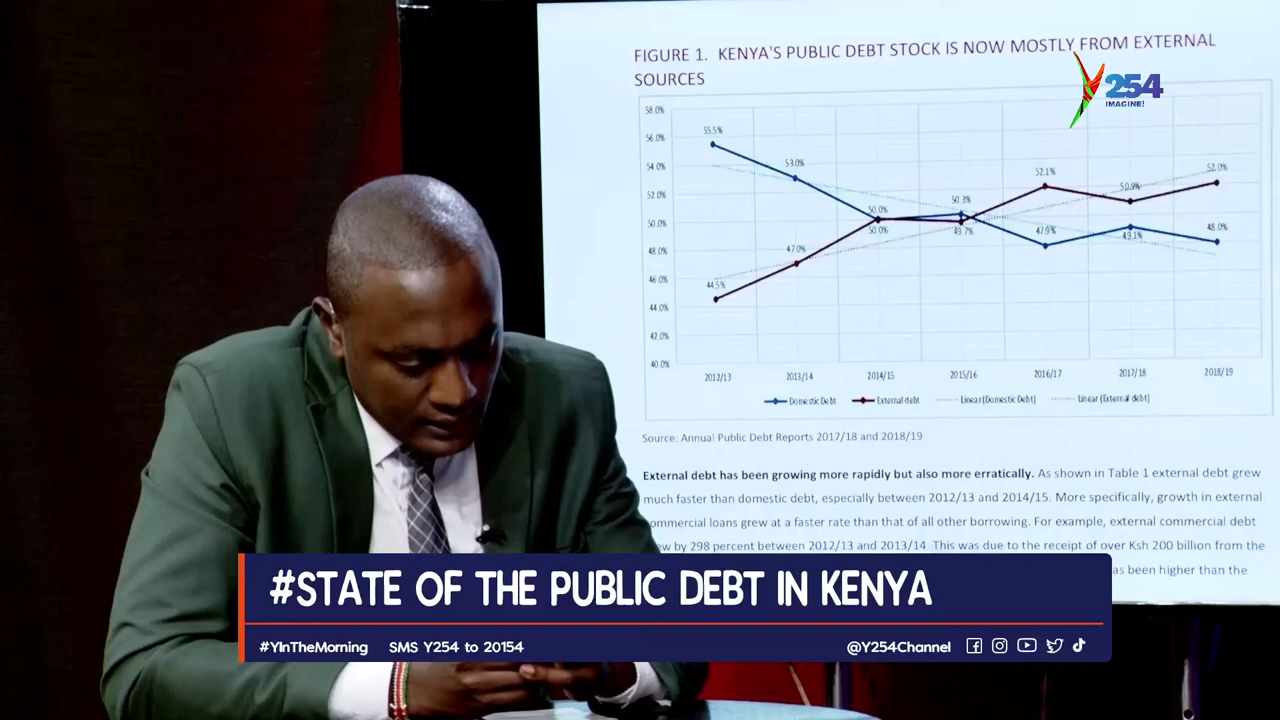 FIGURE 1. KENYA'S PUBLIC DEBT STOCK IS NOW MOSTLY FROM EXTERNAL
SOURCES
Y254
IMAGINE!
58.0%
56.0%
54.0%
52.0%
50.0%
48.0%
46.0%
44.0%
42.0%
40.0%
55.5%
53.0%
50.0%
50.3%
47.9%
49.1%
48.0%
44.5%
47.0%
50.0%
49.7%
52.1%
50.9%
52.0%
2012/13 2013/14 2014/15 2015/16 2016/17 2017/18 2018/19
Domestic Debt External debt Linear (Domestic Debt) Linear (External debt)
Source: Annual Public Debt Reports 2017/18 and 2018/19
External debt has been growing more rapidly but also more erratically. As shown in Table 1 external debt grew
much faster than domestic debt, especially between 2012/13 and 2014/15. More specifically, growth in external
commercial loans grew at a faster rate than that of all other borrowing. For example, external commercial debt
by 298 percent between 2012/13 and 2013/14 This was due to the receipt of over Ksh 200 billion from the
has been higher than the
#STATE OF THE PUBLIC DEBT IN KENYA
#YInTheMorning SMS Y254 to 20154 @Y254Channel